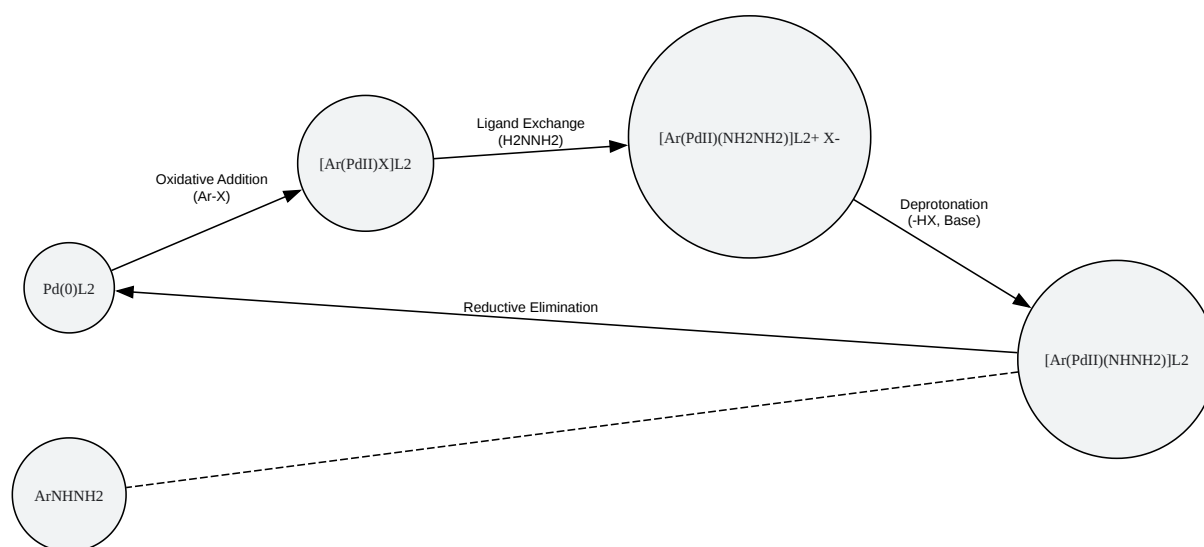 [Ar(PdII)(NH2NH2)]L2+ X-
Ligand Exchange
(H2NNH2)
[Ar(PdII)X]L2
Oxidative Addition
(Ar-X)
Deprotonation
(-HX, Base)
Pd(0)L2
Reductive Elimination
[Ar(PdII)(NHNH2)]L2
ArNHNH2